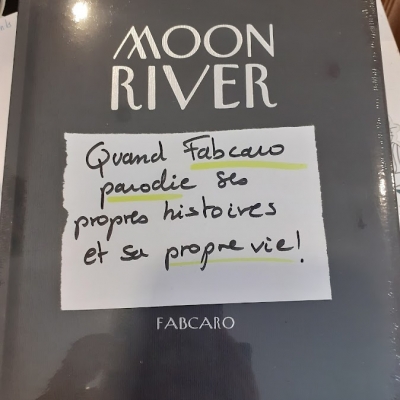 MOON
RIVER
Quand Fabcaro
parodie ses
propres histoires
et sa propre vie!
FABCARO